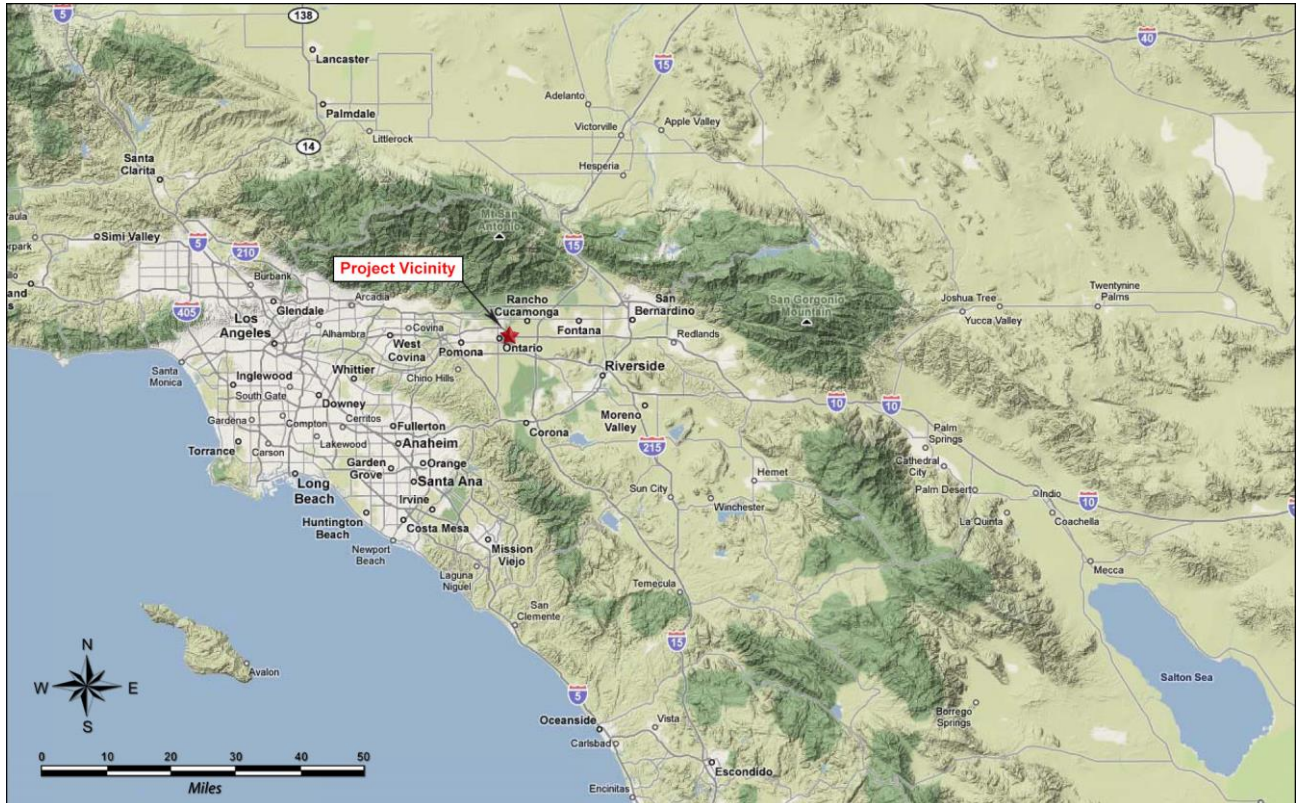 5
138
Lancaster
15
40
Palmdale
Adelanto
Littlerock
14
Victorville
Apple Valley
Hesperia
Santa
Clarita
Mt San
Antonio
Simi Valley
5
210
15
Burbank
Project Vicinity
405
Glendale
Arcadia
Rancho
Cucamonga
San
Bernardino
San Gorgonio
Mountain
Joshua Tree
Twentynine
Palms
Yucca Valley
Los
Angeles
Alhambra
Covina
West
Covina
Pomona
Ontario
Fontana
Redlands
Santa
Monica
Chino Hills
Riverside
Inglewood
Whittier
South Gate
Downey
10
10
Moreno
Valley
Gardena
Compton
Cerritos
Fullerton
Corona
Torrance
Carson
Lakewood
Anaheim
215
Palm
Springs
Cathedral
City
Garden
Grove
Orange
Santa Ana
Long
Beach
Hemet
Palm Desert
Indio
10
Sun City
Winchester
Irvine
Huntington
Beach
Costa Mesa
La Quinta
Coachella
Newport
Beach
Mission
Viejo
Laguna
Niguel
Mecca
Temecula
San
Clemente
15
Avalon
N
W
E
S
Salton Sea
5
Borrego
Springs
Oceanside
Vista
Carlsbad
Escondido
Encinitas
0 10 20 30 40 50
Miles